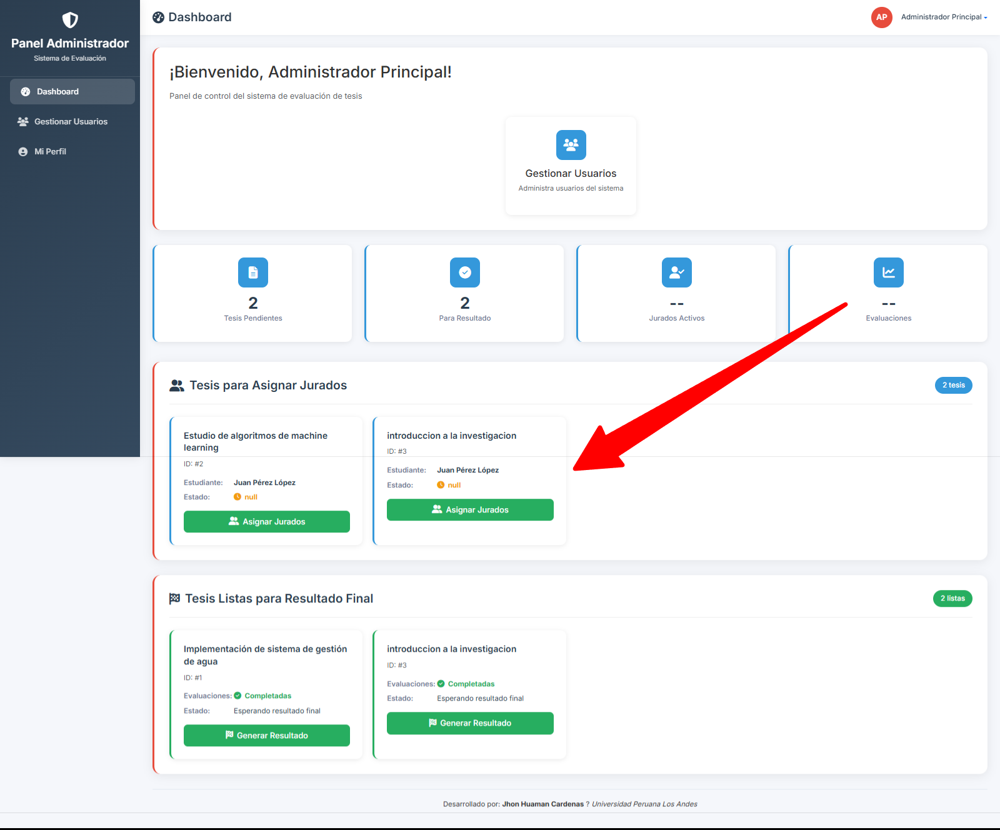 Panel Administrador
Sistema de Evaluación
Dashboard
Gestionar Usuarios
Mi Perfil
Dashboard
AP
Administrador Principal
¡Bienvenido, Administrador Principal!
Panel de control del sistema de evaluación de tesis
Gestionar Usuarios
Administra usuarios del sistema
2
Tesis Pendientes
2
Para Resultado
--
Jurados Activos
--
Evaluaciones
Tesis para Asignar Jurados
2 tesis
Estudio de algoritmos de machine
learning
ID: #2
Estudiante: Juan Pérez López
Estado: null
Asignar Jurados
introduccion a la investigacion
ID: #3
Estudiante: Juan Pérez López
Estado: null
Asignar Jurados
Tesis Listas para Resultado Final
2 listas
Implementación de sistema de gestión
de agua
ID: #1
Evaluaciones: Completadas
Estado: Esperando resultado final
Generar Resultado
introduccion a la investigacion
ID: #3
Evaluaciones: Completadas
Estado: Esperando resultado final
Generar Resultado
Desarrollado por: Jhon Huaman Cardenas ? Universidad Peruana Los Andes